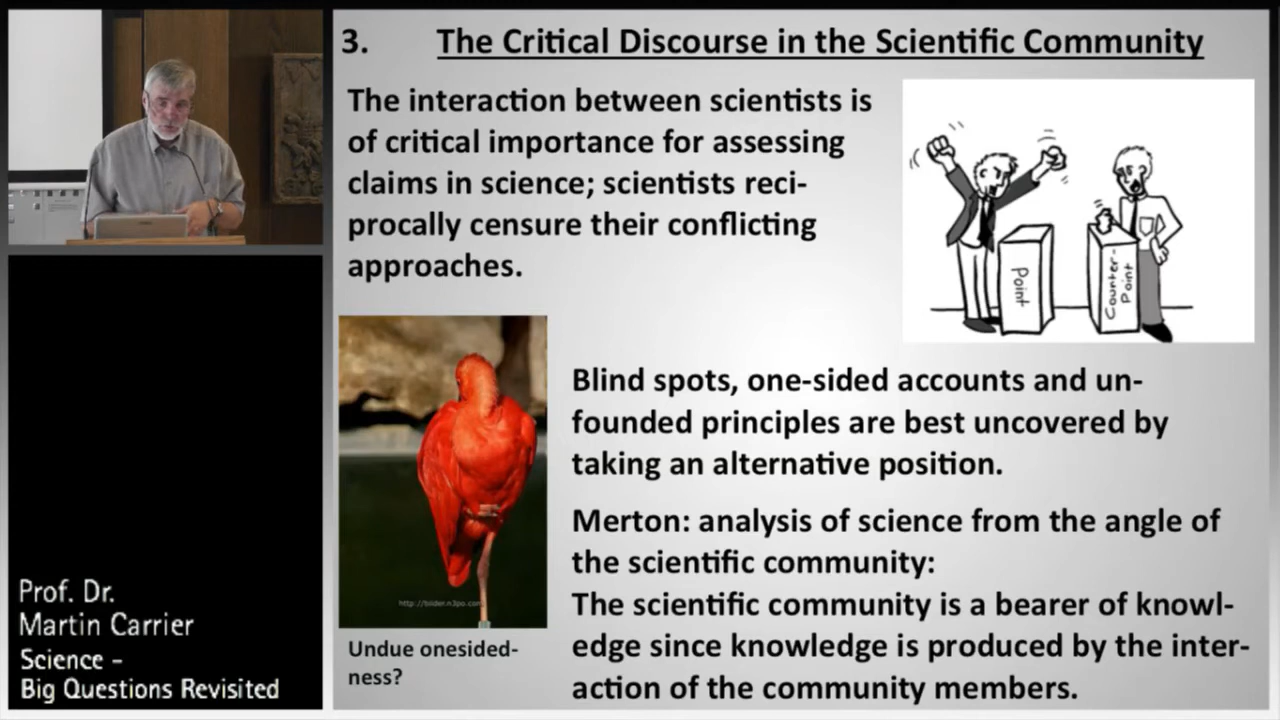 3. The Critical Discourse in the Scientific Community
The interaction between scientists is
of critical importance for assessing
claims in science; scientists reci-
procally censure their conflicting
approaches.
Point
Counter-
Point
Blind spots, one-sided accounts and un-
founded principles are best uncovered by
taking an alternative position.
Merton: analysis of science from the angle of
the scientific community:
The scientific community is a bearer of knowl-
edge since knowledge is produced by the inter-
action of the community members.
http://bilder.n3po.com
Undue onesided-
ness?
Prof. Dr.
Martin Carrier
Science -
Big Questions Revisited